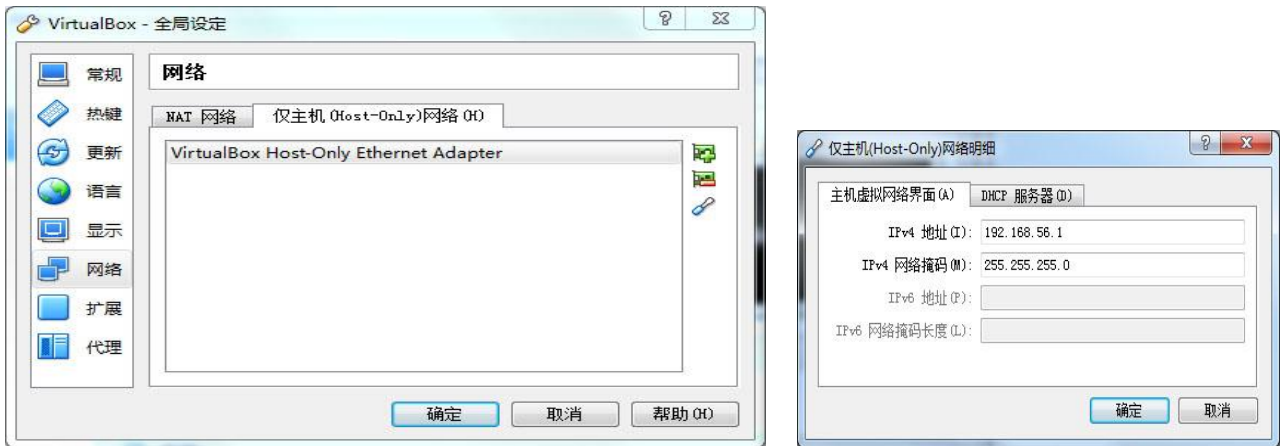 VirtualBox - 全局设定
常规
热键
更新
语言
显示
网络
扩展
代理
网络
NAT 网络
仅主机(Host-Only)网络(H)
VirtualBox Host-Only Ethernet Adapter
确定
取消
帮助(H)
仅主机(Host-Only)网络明细
主机虚拟网络界面(A)
DHCP 服务器(D)
IPv4 地址(I): 192.168.56.1
IPv4 网络掩码(M): 255.255.255.0
IPv6 地址(P):
IPv6 网络掩码长度(L):
确定
取消